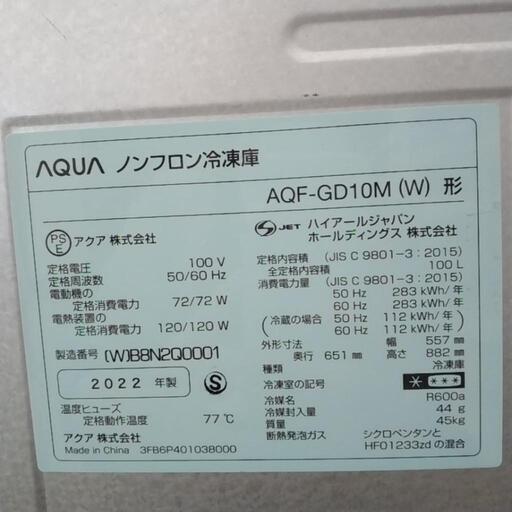 AQUA ノンフロン冷凍庫
AQF-GD10M (W) 形
PS E アクア 株式会社
JET ハイアールジャパン
ホールディングス 株式会社
定格電圧 100 V
定格周波数 50/60 Hz
電動機の
定格消費電力 72/72 W
電熱装置の
定格消費電力 120/120 W
製造番号 (W)B8N2Q0001
2022 年製 S
温度ヒューズ
定格動作温度 77℃
アクア 株式会社
Made in China 3FB6P401038000
定格内容積 (JIS C 9801-3 : 2015)
全定格内容積 100 L
消費電力量 (JIS C 9801-3 : 2015)
50 Hz 283 kWh/年
60 Hz 283 kWh/年
(冷蔵の場合 50 Hz 112 kWh/年
60 Hz 112 kWh/年)
外形寸法 幅 557 mm
奥行 651 mm 高さ 882 mm
種類 冷凍庫
冷凍室の記号
冷媒名 R600a
冷媒封入量 44 g
質量 45kg
断熱発泡ガス シクロペンタンと
HFO1233zd の混合